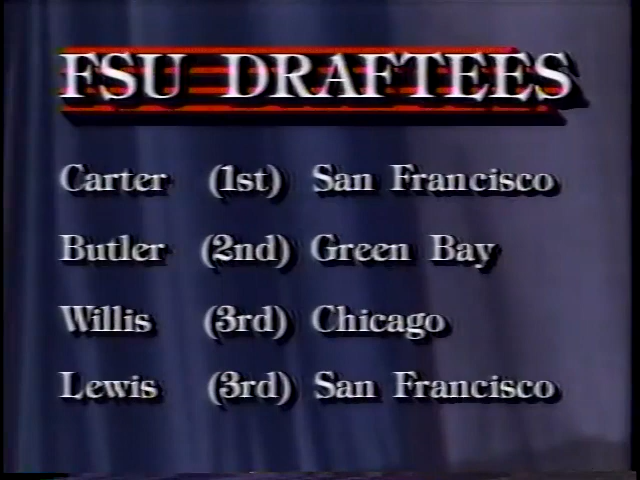 FSU DRAFTEES
Carter (1st) San Francisco
Butler (2nd) Green Bay
Willis (3rd) Chicago
Lewis (3rd) San Francisco